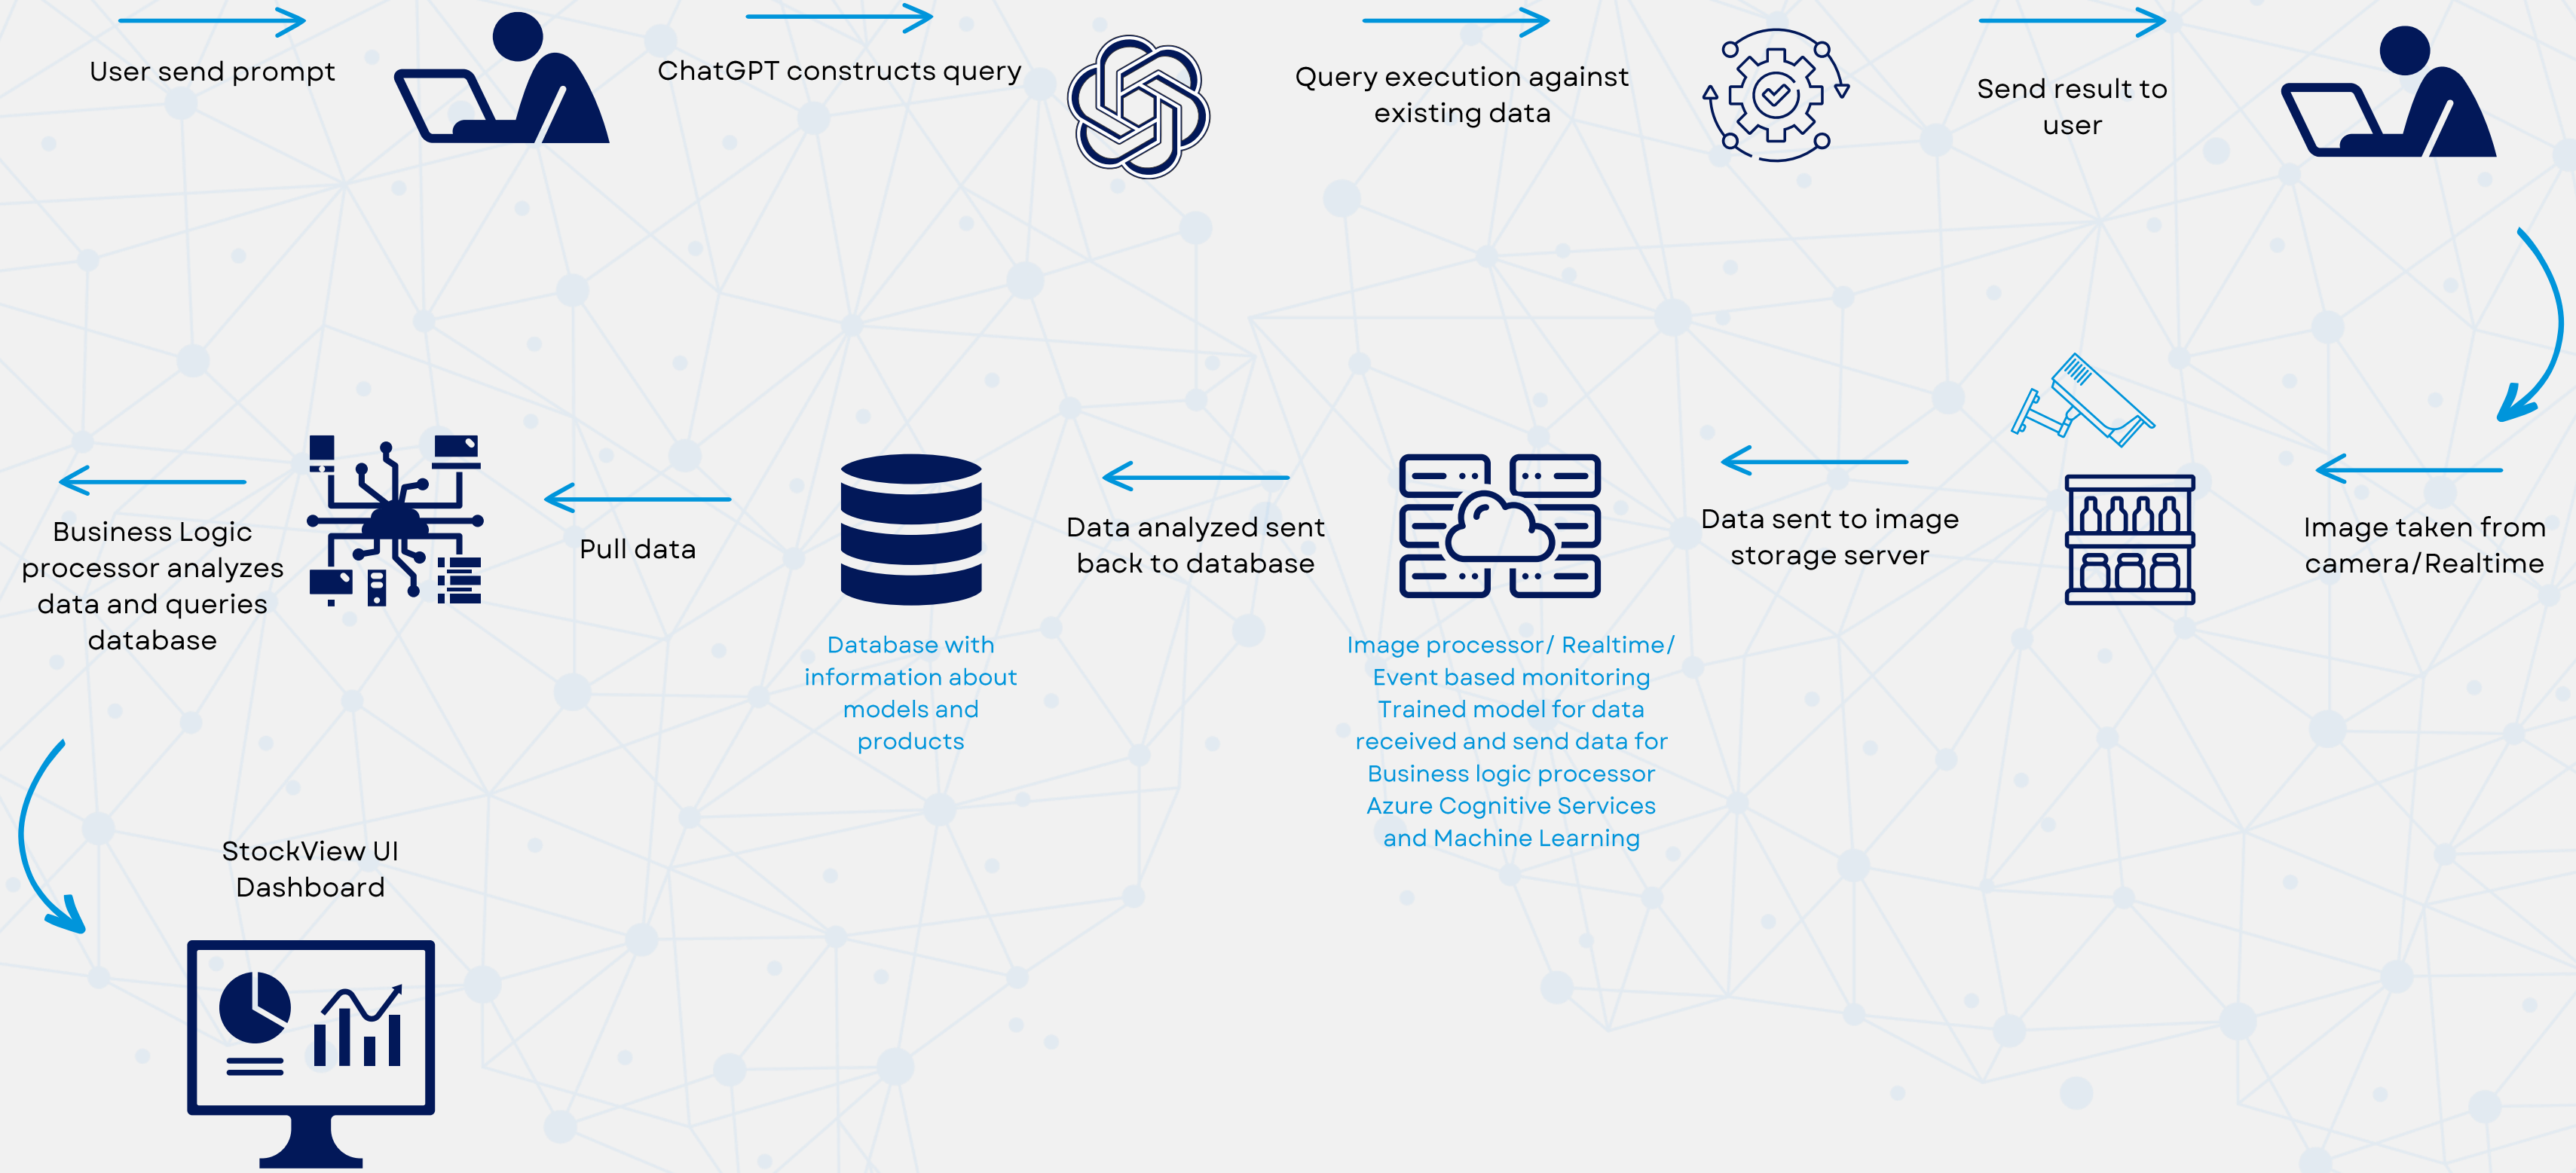 User send prompt
ChatGPT constructs query
Query execution against
existing data
Send result to
user
Image taken from
camera/Realtime
Data sent to image
storage server
Image processor/ Realtime/
Event based monitoring
Trained model for data
received and send data for
Business logic processor
Azure Cognitive Services
and Machine Learning
Data analyzed sent
back to database
Database with
information about
models and
products
Pull data
Business Logic
processor analyzes
data and queries
database
StockView UI
Dashboard